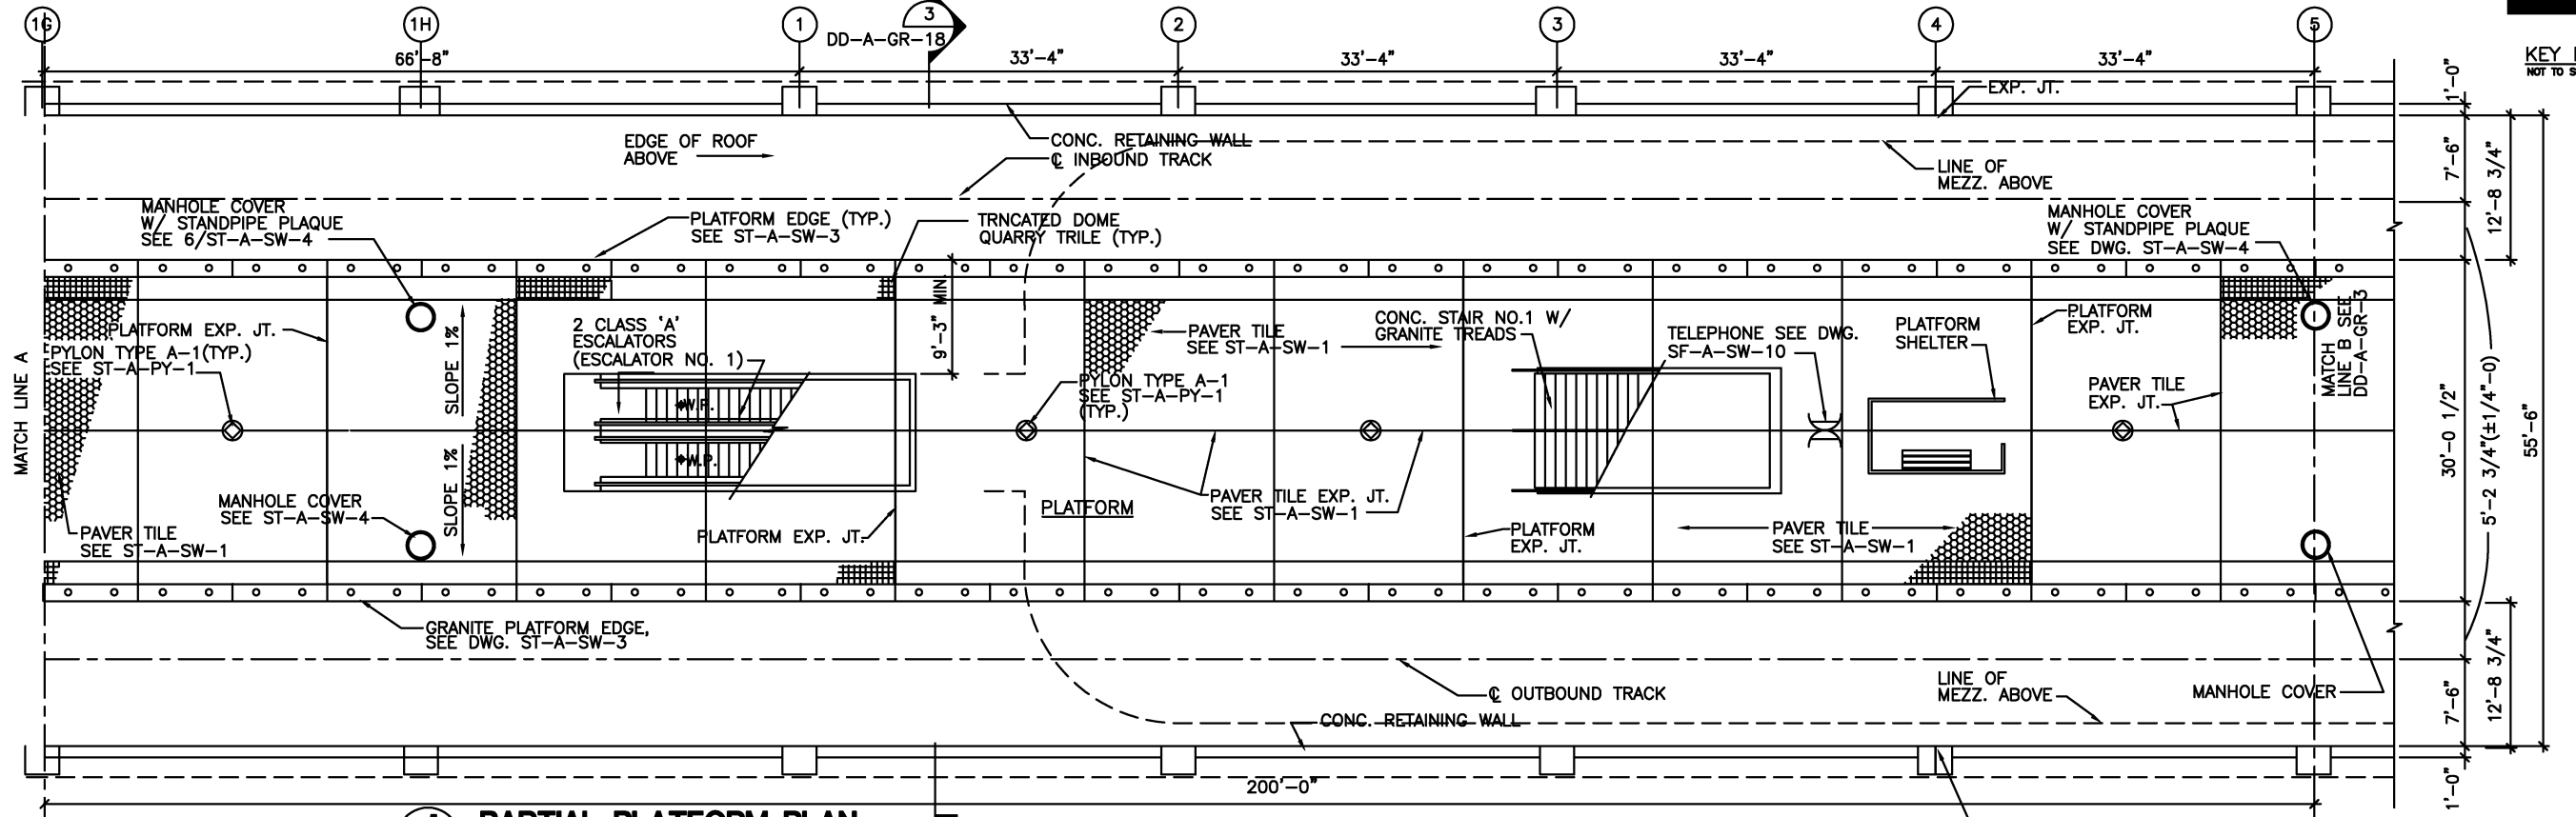 1G
1H
1
3
DD-A-GR-18
2
3
4
5
66'-8"
33'-4"
33'-4"
33'-4"
33'-4"
KEY
NOT TO
EXP. JT.
1'-0"
EDGE OF ROOF
ABOVE
CONC. RETAINING WALL
℄ INBOUND TRACK
LINE OF
MEZZ. ABOVE
7'-6"
12'-8 3/4"
MANHOLE COVER
W/ STANDPIPE PLAQUE
SEE 6/ST-A-SW-4
PLATFORM EDGE (TYP.)
SEE ST-A-SW-3
TRNCATED DOME
QUARRY TRILE (TYP.)
MANHOLE COVER
W/ STANDPIPE PLAQUE
SEE DWG. ST-A-SW-4
MATCH LINE A
PLATFORM EXP. JT.
PYLON TYPE A-1(TYP.)
SEE ST-A-PY-1
SLOPE 1%
SLOPE 1%
2 CLASS 'A'
ESCALATORS
(ESCALATOR NO. 1)
W.P.
W.P.
9'-3" MIN.
PAVER TILE
SEE ST-A-SW-1
CONC. STAIR NO.1 W/
GRANITE TREADS
TELEPHONE SEE DWG.
SF-A-SW-10
PLATFORM
SHELTER
PLATFORM
EXP. JT.
MATCH
LINE B SEE
DD-A-GR-3
PYLON TYPE A-1
SEE ST-A-PY-1
(TYP.)
PAVER TILE
EXP. JT.
30'-0 1/2"
5'-2 3/4"(±1/4"-0)
55'-6"
MANHOLE COVER
SEE ST-A-SW-4
PAVER TILE
SEE ST-A-SW-1
PLATFORM EXP. JT.
PLATFORM
PAVER TILE EXP. JT.
SEE ST-A-SW-1
PLATFORM
EXP. JT.
PAVER TILE
SEE ST-A-SW-1
GRANITE PLATFORM EDGE,
SEE DWG. ST-A-SW-3
℄ OUTBOUND TRACK
LINE OF
MEZZ. ABOVE
MANHOLE COVER
CONC. RETAINING WALL
7'-6"
12'-8 3/4"
1'-0"
200'-0"
PARTIAL PLATFORM PLAN